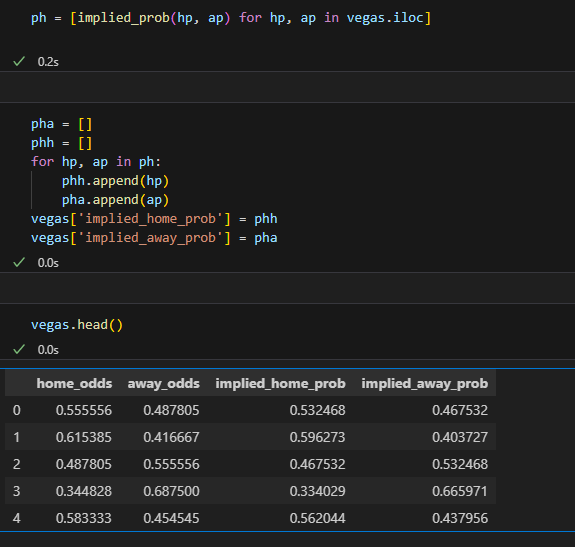 ph = [implied_prob(hp, ap) for hp, ap in vegas.iloc]
0.2s
pha = []
phh = []
for hp, ap in ph:
    phh.append(hp)
    pha.append(ap)
vegas['implied_home_prob'] = phh
vegas['implied_away_prob'] = pha
0.0s
vegas.head()
0.0s
home_odds away_odds implied_home_prob implied_away_prob
0 0.555556 0.487805 0.532468 0.467532
1 0.615385 0.416667 0.596273 0.403727
2 0.487805 0.555556 0.467532 0.532468
3 0.344828 0.687500 0.334029 0.665971
4 0.583333 0.454545 0.562044 0.437956